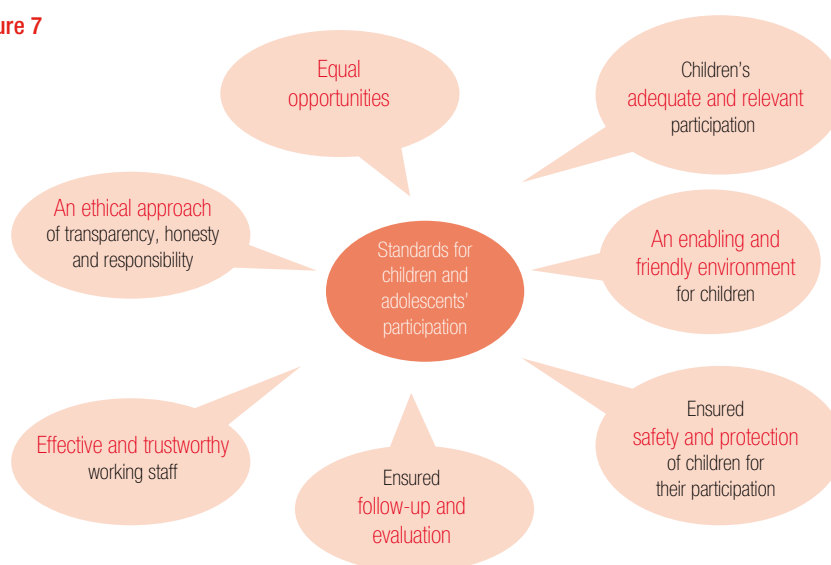 ure 7
Equal
opportunities
Children's
adequate and relevant
participation
An ethical approach
of transparency, honesty
and responsibility
Standards for
children and
adolescents'
participation
An enabling and
friendly environment
for children
Effective and trustworthy
working staff
Ensured
follow-up and
evaluation
Ensured
safety and protection
of children for
their participation